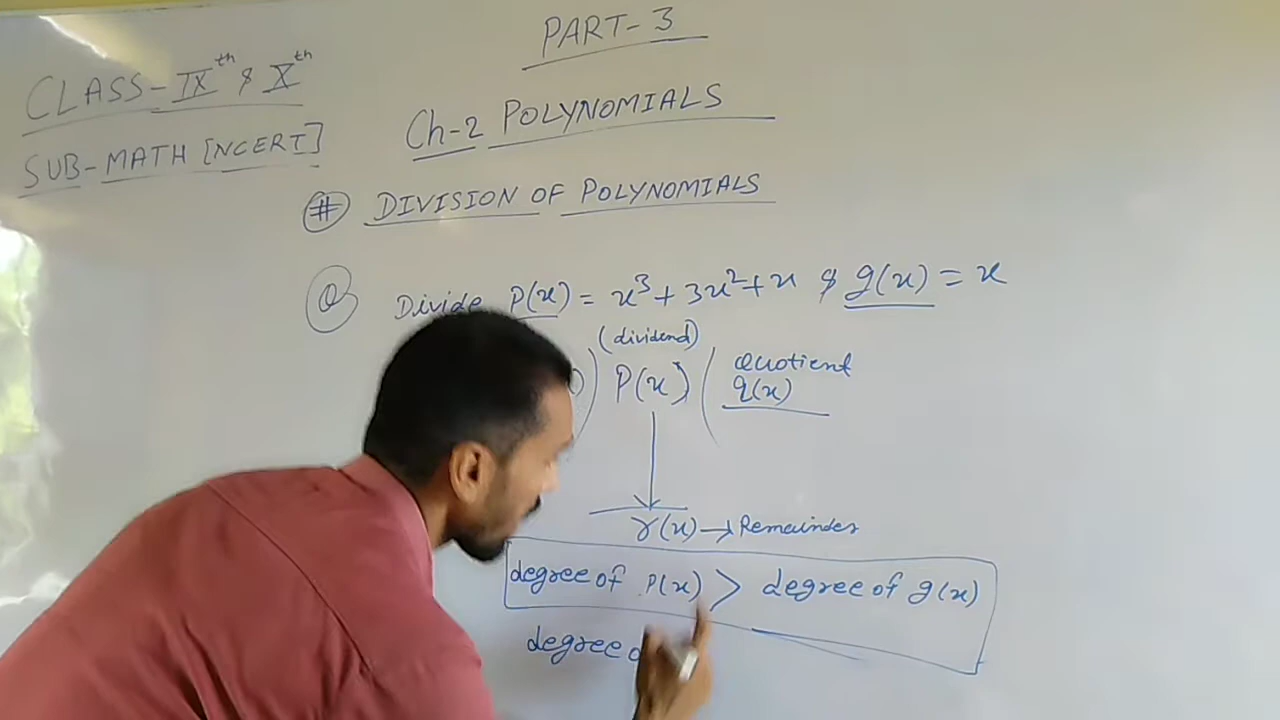 PART-3
CLASS-IXth & Xth
SUB-MATH [NCERT]
Ch-2 POLYNOMIALS
# DIVISION OF POLYNOMIALS
Q Divide P(x) = x³+3x²+x & g(x) = x
(dividend)
) P(x) ( Quotient
q(x)
r(x) → Remainder
degree of P(x) > degree of g(x)
degree